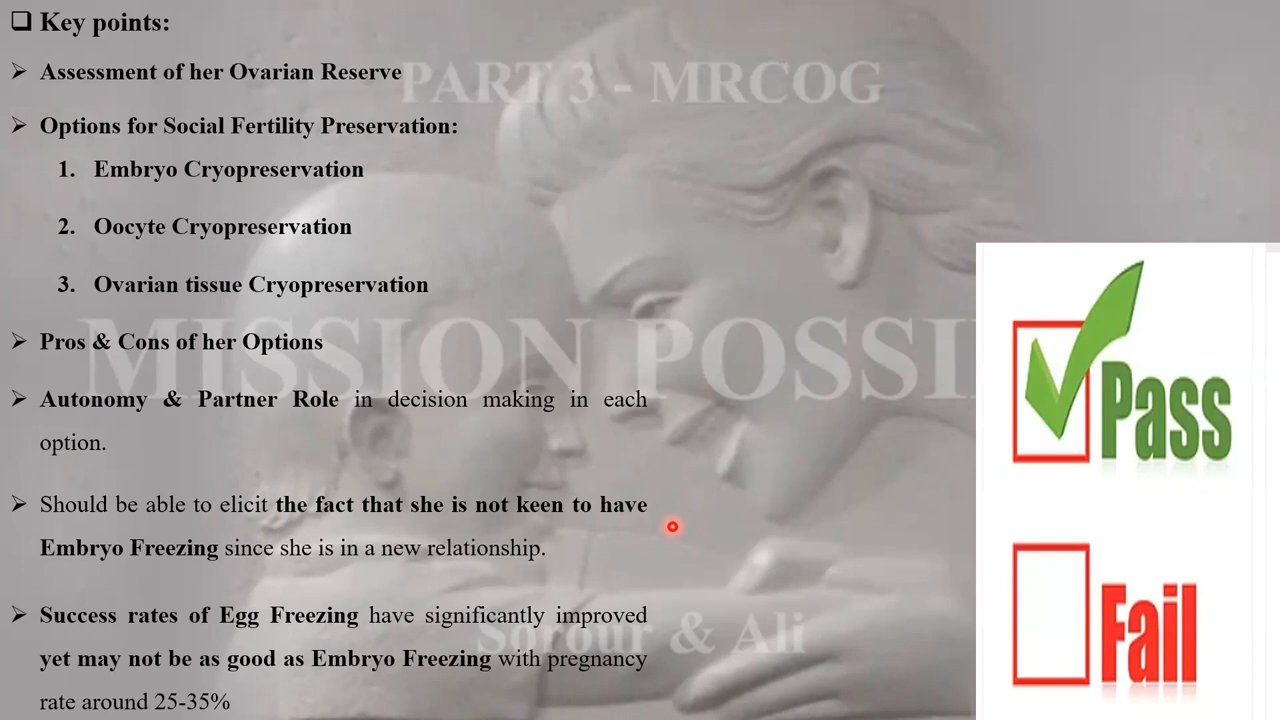 ❑ Key points:
➢ Assessment of her Ovarian Reserve
PART 3 - MRCOG
➢ Options for Social Fertility Preservation:
1. Embryo Cryopreservation
2. Oocyte Cryopreservation
3. Ovarian tissue Cryopreservation
MISSION POSSI
➢ Pros & Cons of her Options
➢ Autonomy & Partner Role in decision making in each
option.
Pass
➢ Should be able to elicit the fact that she is not keen to have
Embryo Freezing since she is in a new relationship.
➢ Success rates of Egg Freezing have significantly improved
Sorour & Ali
yet may not be as good as Embryo Freezing with pregnancy
rate around 25-35%
Fail